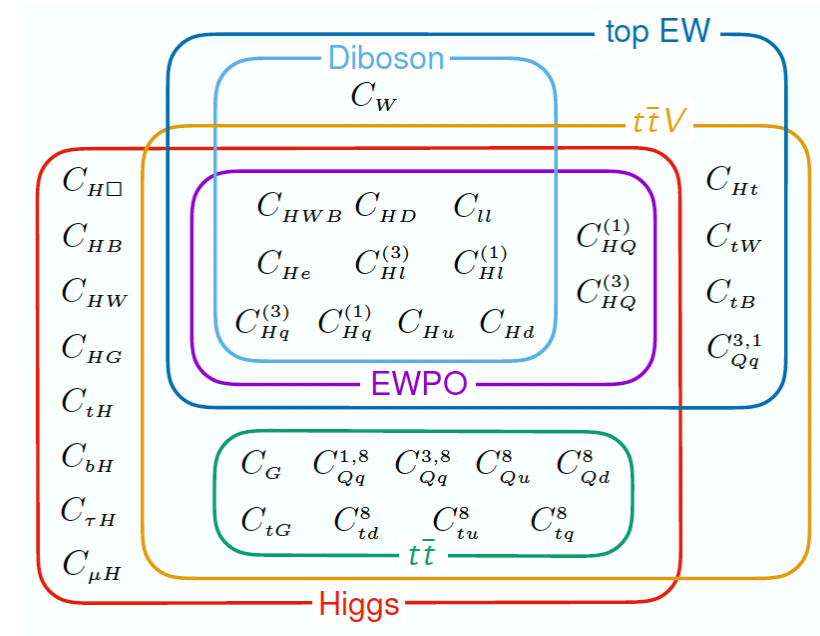 top EW
Diboson
C_W
t\bar{t}V
C_{H□}
C_{HB}
C_{HW}
C_{HG}
C_{tH}
C_{bH}
C_{τH}
C_{μH}
C_{HWB} C_{HD} C_{ll}
C_{He} C_{Hl}^{(3)} C_{Hl}^{(1)}
C_{Hq}^{(3)} C_{Hq}^{(1)} C_{Hu} C_{Hd}
C_{HQ}^{(1)}
C_{HQ}^{(3)}
C_{Ht}
C_{tW}
C_{tB}
C_{Qq}^{3,1}
EWPO
C_G C_{Qq}^{1,8} C_{Qq}^{3,8} C_{Qu}^{8} C_{Qd}^{8}
C_{tG} C_{td}^{8} C_{tu}^{8} C_{tq}^{8}
t\bar{t}
Higgs